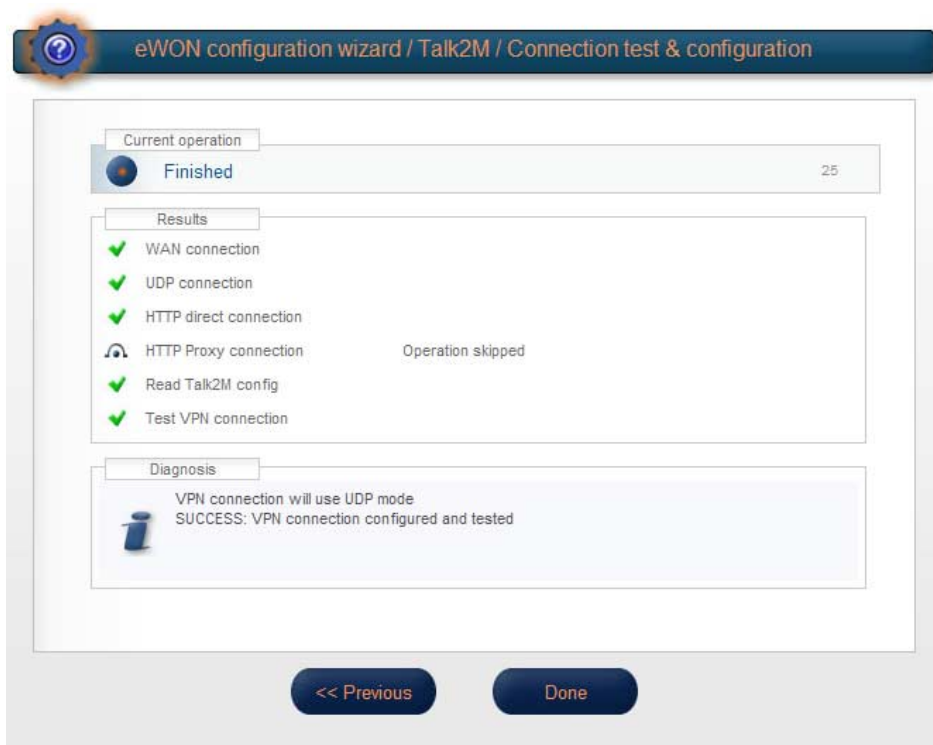 eWON configuration wizard / Talk2M / Connection test & configuration
Current operation
Finished 25
Results
WAN connection
UDP connection
HTTP direct connection
HTTP Proxy connection Operation skipped
Read Talk2M config
Test VPN connection
Diagnosis
VPN connection will use UDP mode
SUCCESS: VPN connection configured and tested
<< Previous Done